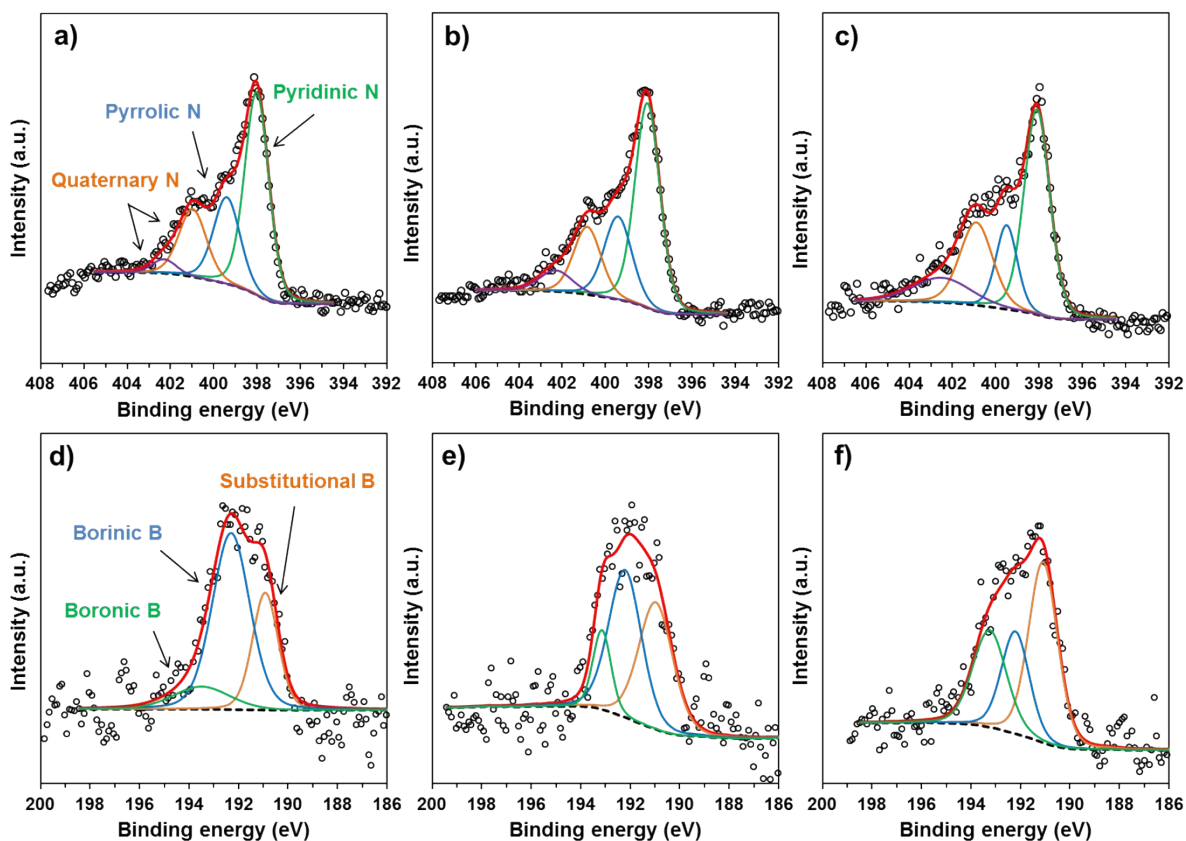 a)
Pyrrolic N
Pyridinic N
Quaternary N
Intensity (a.u.)
408 406 404 402 400 398 396 394 392
Binding energy (eV)
b)
Intensity (a.u.)
408 406 404 402 400 398 396 394 392
Binding energy (eV)
c)
Intensity (a.u.)
408 406 404 402 400 398 396 394 392
Binding energy (eV)
d)
Substitutional B
Borinic B
Boronic B
Intensity (a.u.)
200 198 196 194 192 190 188 186
Binding energy (eV)
e)
Intensity (a.u.)
200 198 196 194 192 190 188 186
Binding energy (eV)
f)
Intensity (a.u.)
200 198 196 194 192 190 188 186
Binding energy (eV)